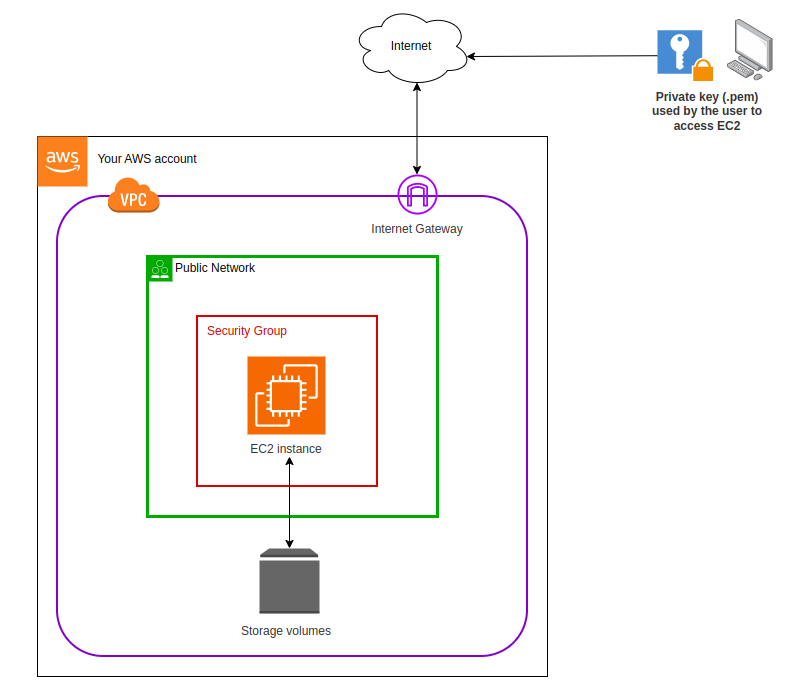 Internet
Private key (.pem)
used by the user to
access EC2
aws
Your AWS account
VPC
Internet Gateway
Public Network
Security Group
EC2 instance
Storage volumes